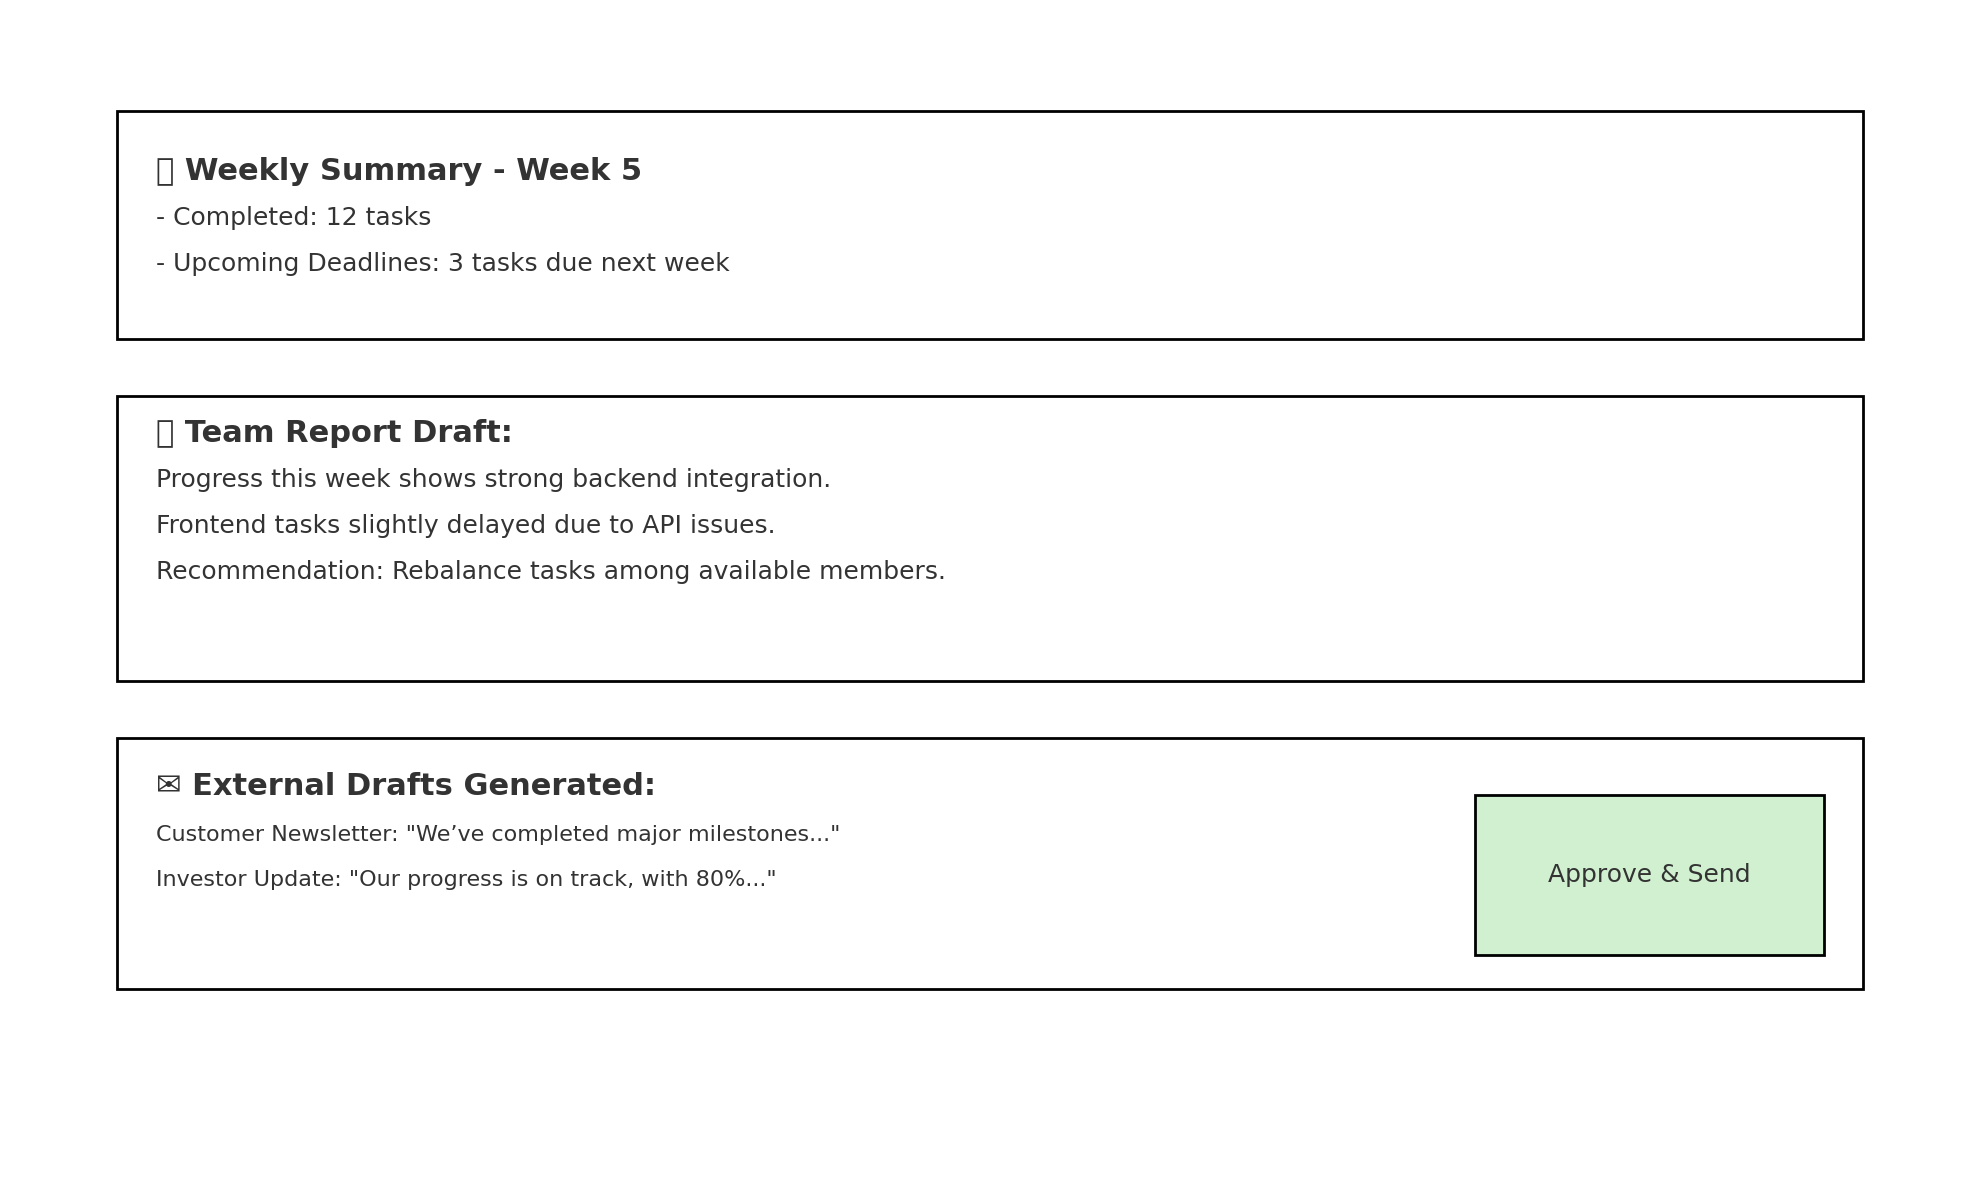 Weekly Summary - Week 5
- Completed: 12 tasks
- Upcoming Deadlines: 3 tasks due next week
Team Report Draft:
Progress this week shows strong backend integration.
Frontend tasks slightly delayed due to API issues.
Recommendation: Rebalance tasks among available members.
✉ External Drafts Generated:
Customer Newsletter: "We’ve completed major milestones..."
Investor Update: "Our progress is on track, with 80%..."
Approve & Send